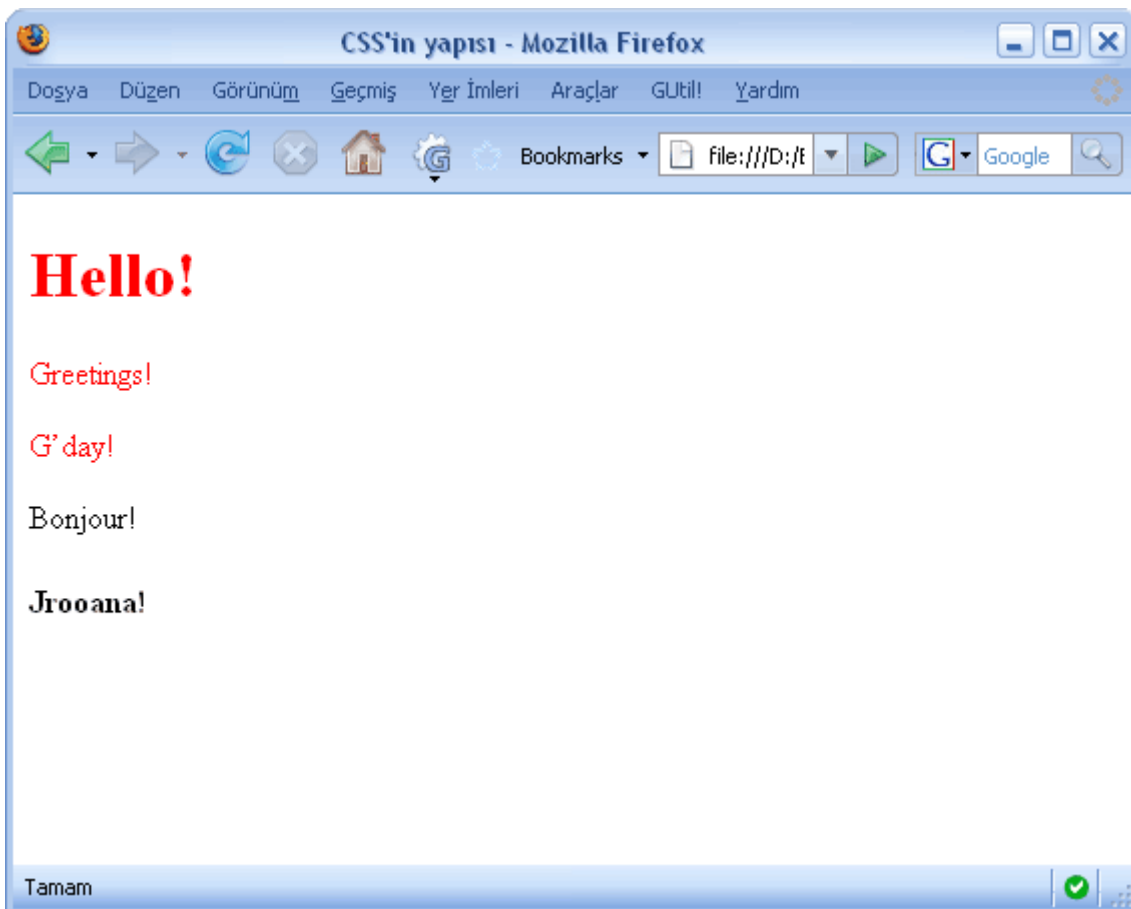 CSS'in yapısı - Mozilla Firefox
Dosya Düzen Görünüm Geçmiş Yer İmleri Araçlar GUtil! Yardım
G Bookmarks file:///D:/E G Google
Hello!
Greetings!
G’day!
Bonjour!
Jrooana!
Tamam